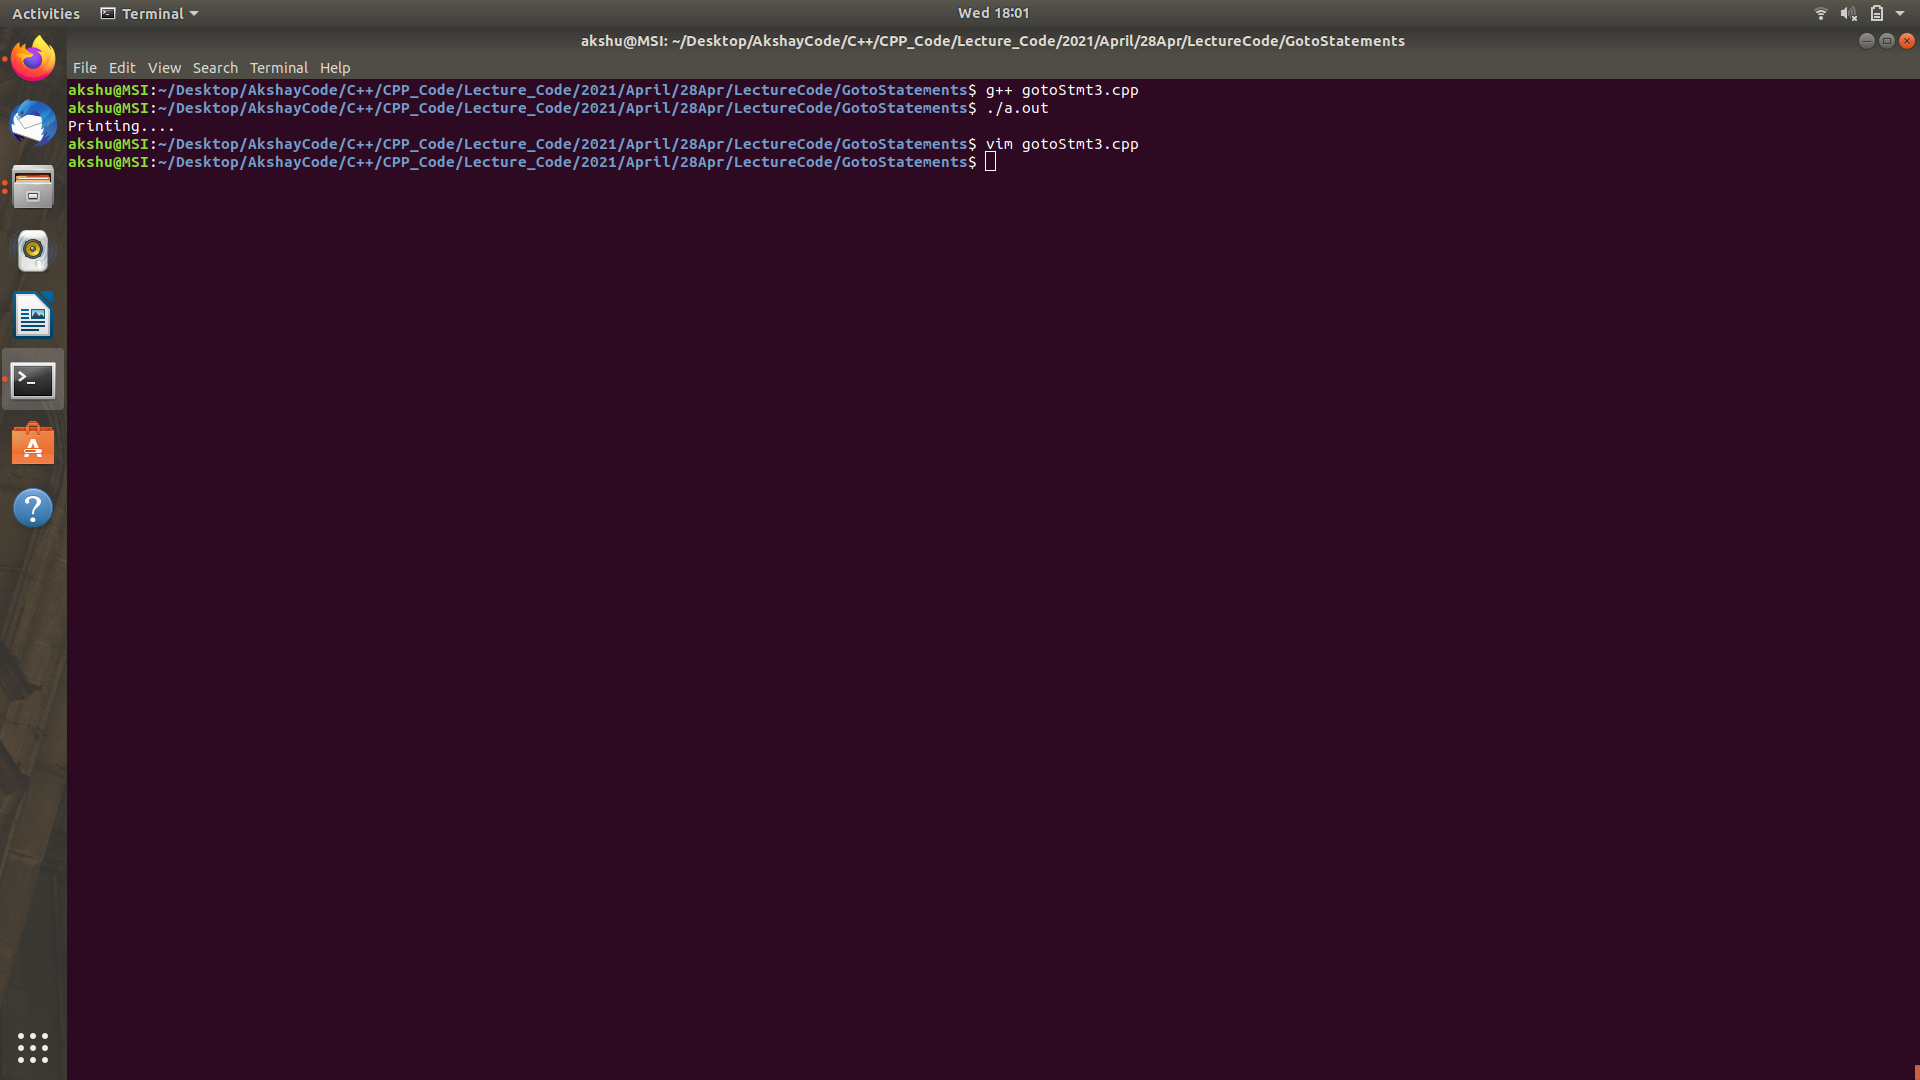 Activities Terminal Wed 18:01
akshu@MSI: ~/Desktop/AkshayCode/C++/CPP_Code/Lecture_Code/2021/April/28Apr/LectureCode/GotoStatements
File Edit View Search Terminal Help
akshu@MSI:~/Desktop/AkshayCode/C++/CPP_Code/Lecture_Code/2021/April/28Apr/LectureCode/GotoStatements$ g++ gotoStmt3.cpp
akshu@MSI:~/Desktop/AkshayCode/C++/CPP_Code/Lecture_Code/2021/April/28Apr/LectureCode/GotoStatements$ ./a.out
Printing....
akshu@MSI:~/Desktop/AkshayCode/C++/CPP_Code/Lecture_Code/2021/April/28Apr/LectureCode/GotoStatements$ vim gotoStmt3.cpp
akshu@MSI:~/Desktop/AkshayCode/C++/CPP_Code/Lecture_Code/2021/April/28Apr/LectureCode/GotoStatements$